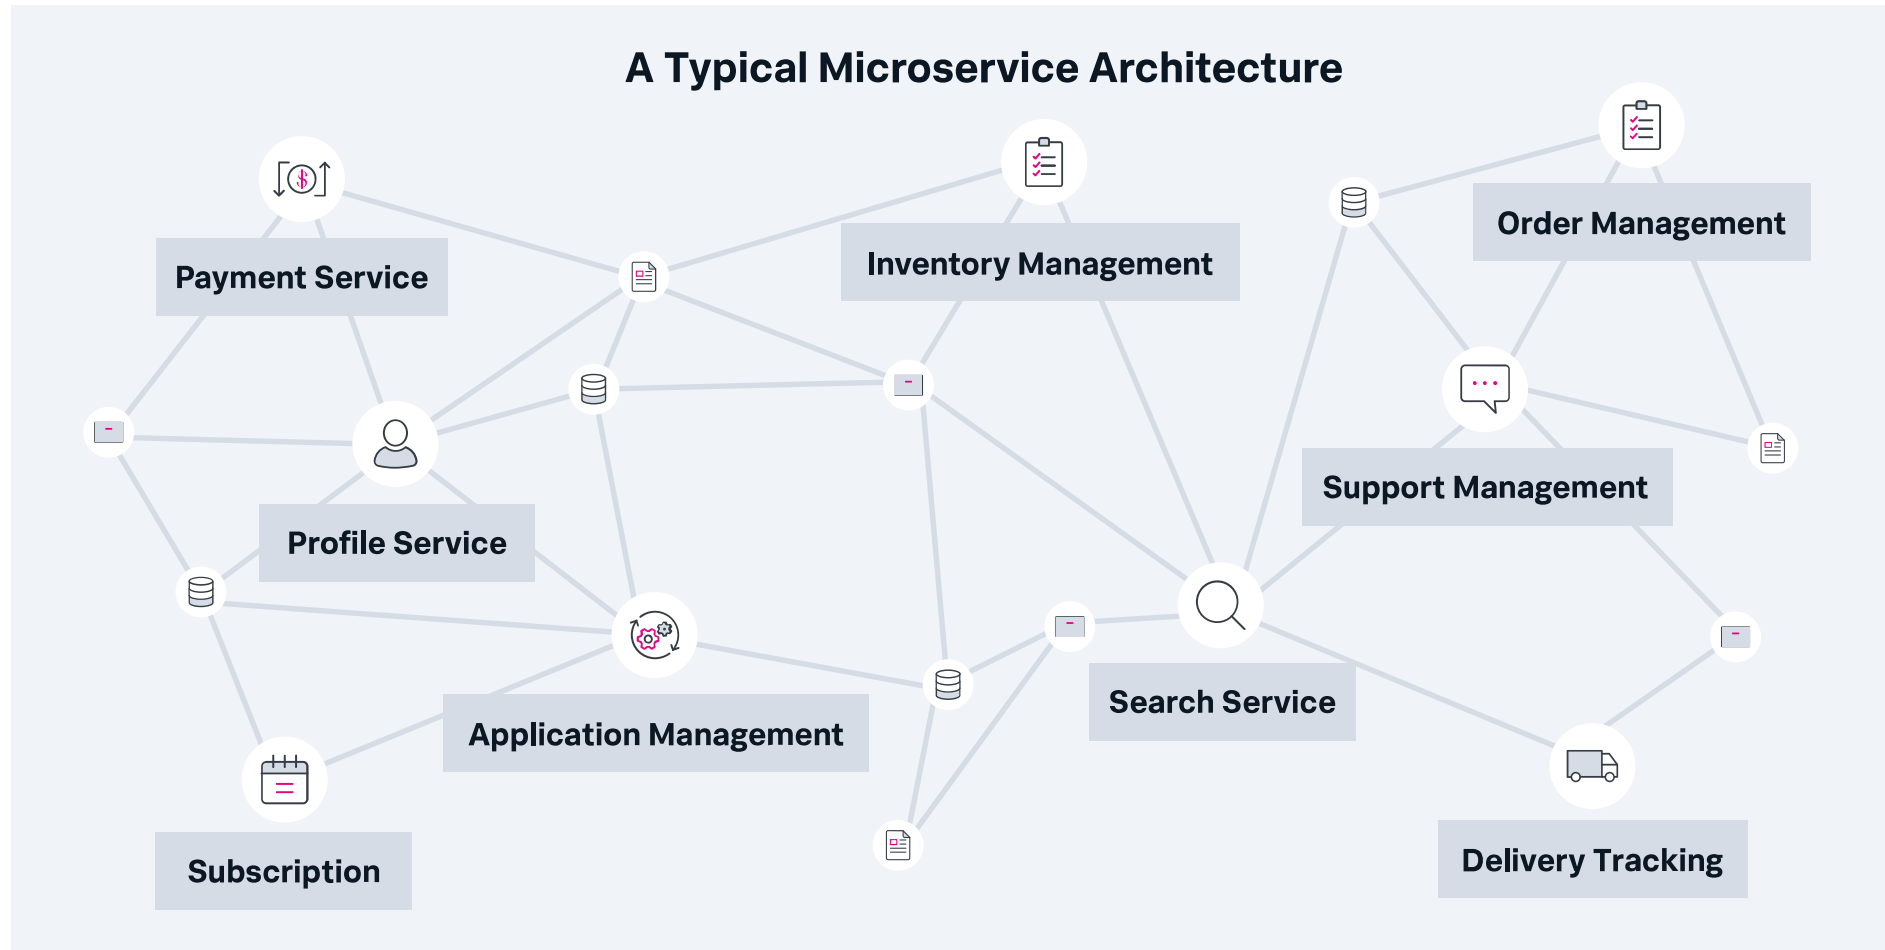 A Typical Microservice Architecture
Payment Service
Inventory Management
Order Management
Profile Service
Support Management
Application Management
Search Service
Subscription
Delivery Tracking